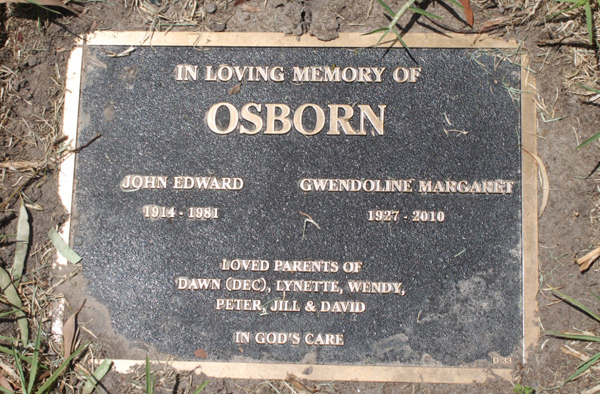 IN LOVING MEMORY OF
OSBORN
JOHN EDWARD GWENDOLINE MARGARET
1914 - 1981 1927 - 2010
LOVED PARENTS OF
DAWN (DEC), LYNETTE, WENDY,
PETER, JILL & DAVID
IN GOD'S CARE